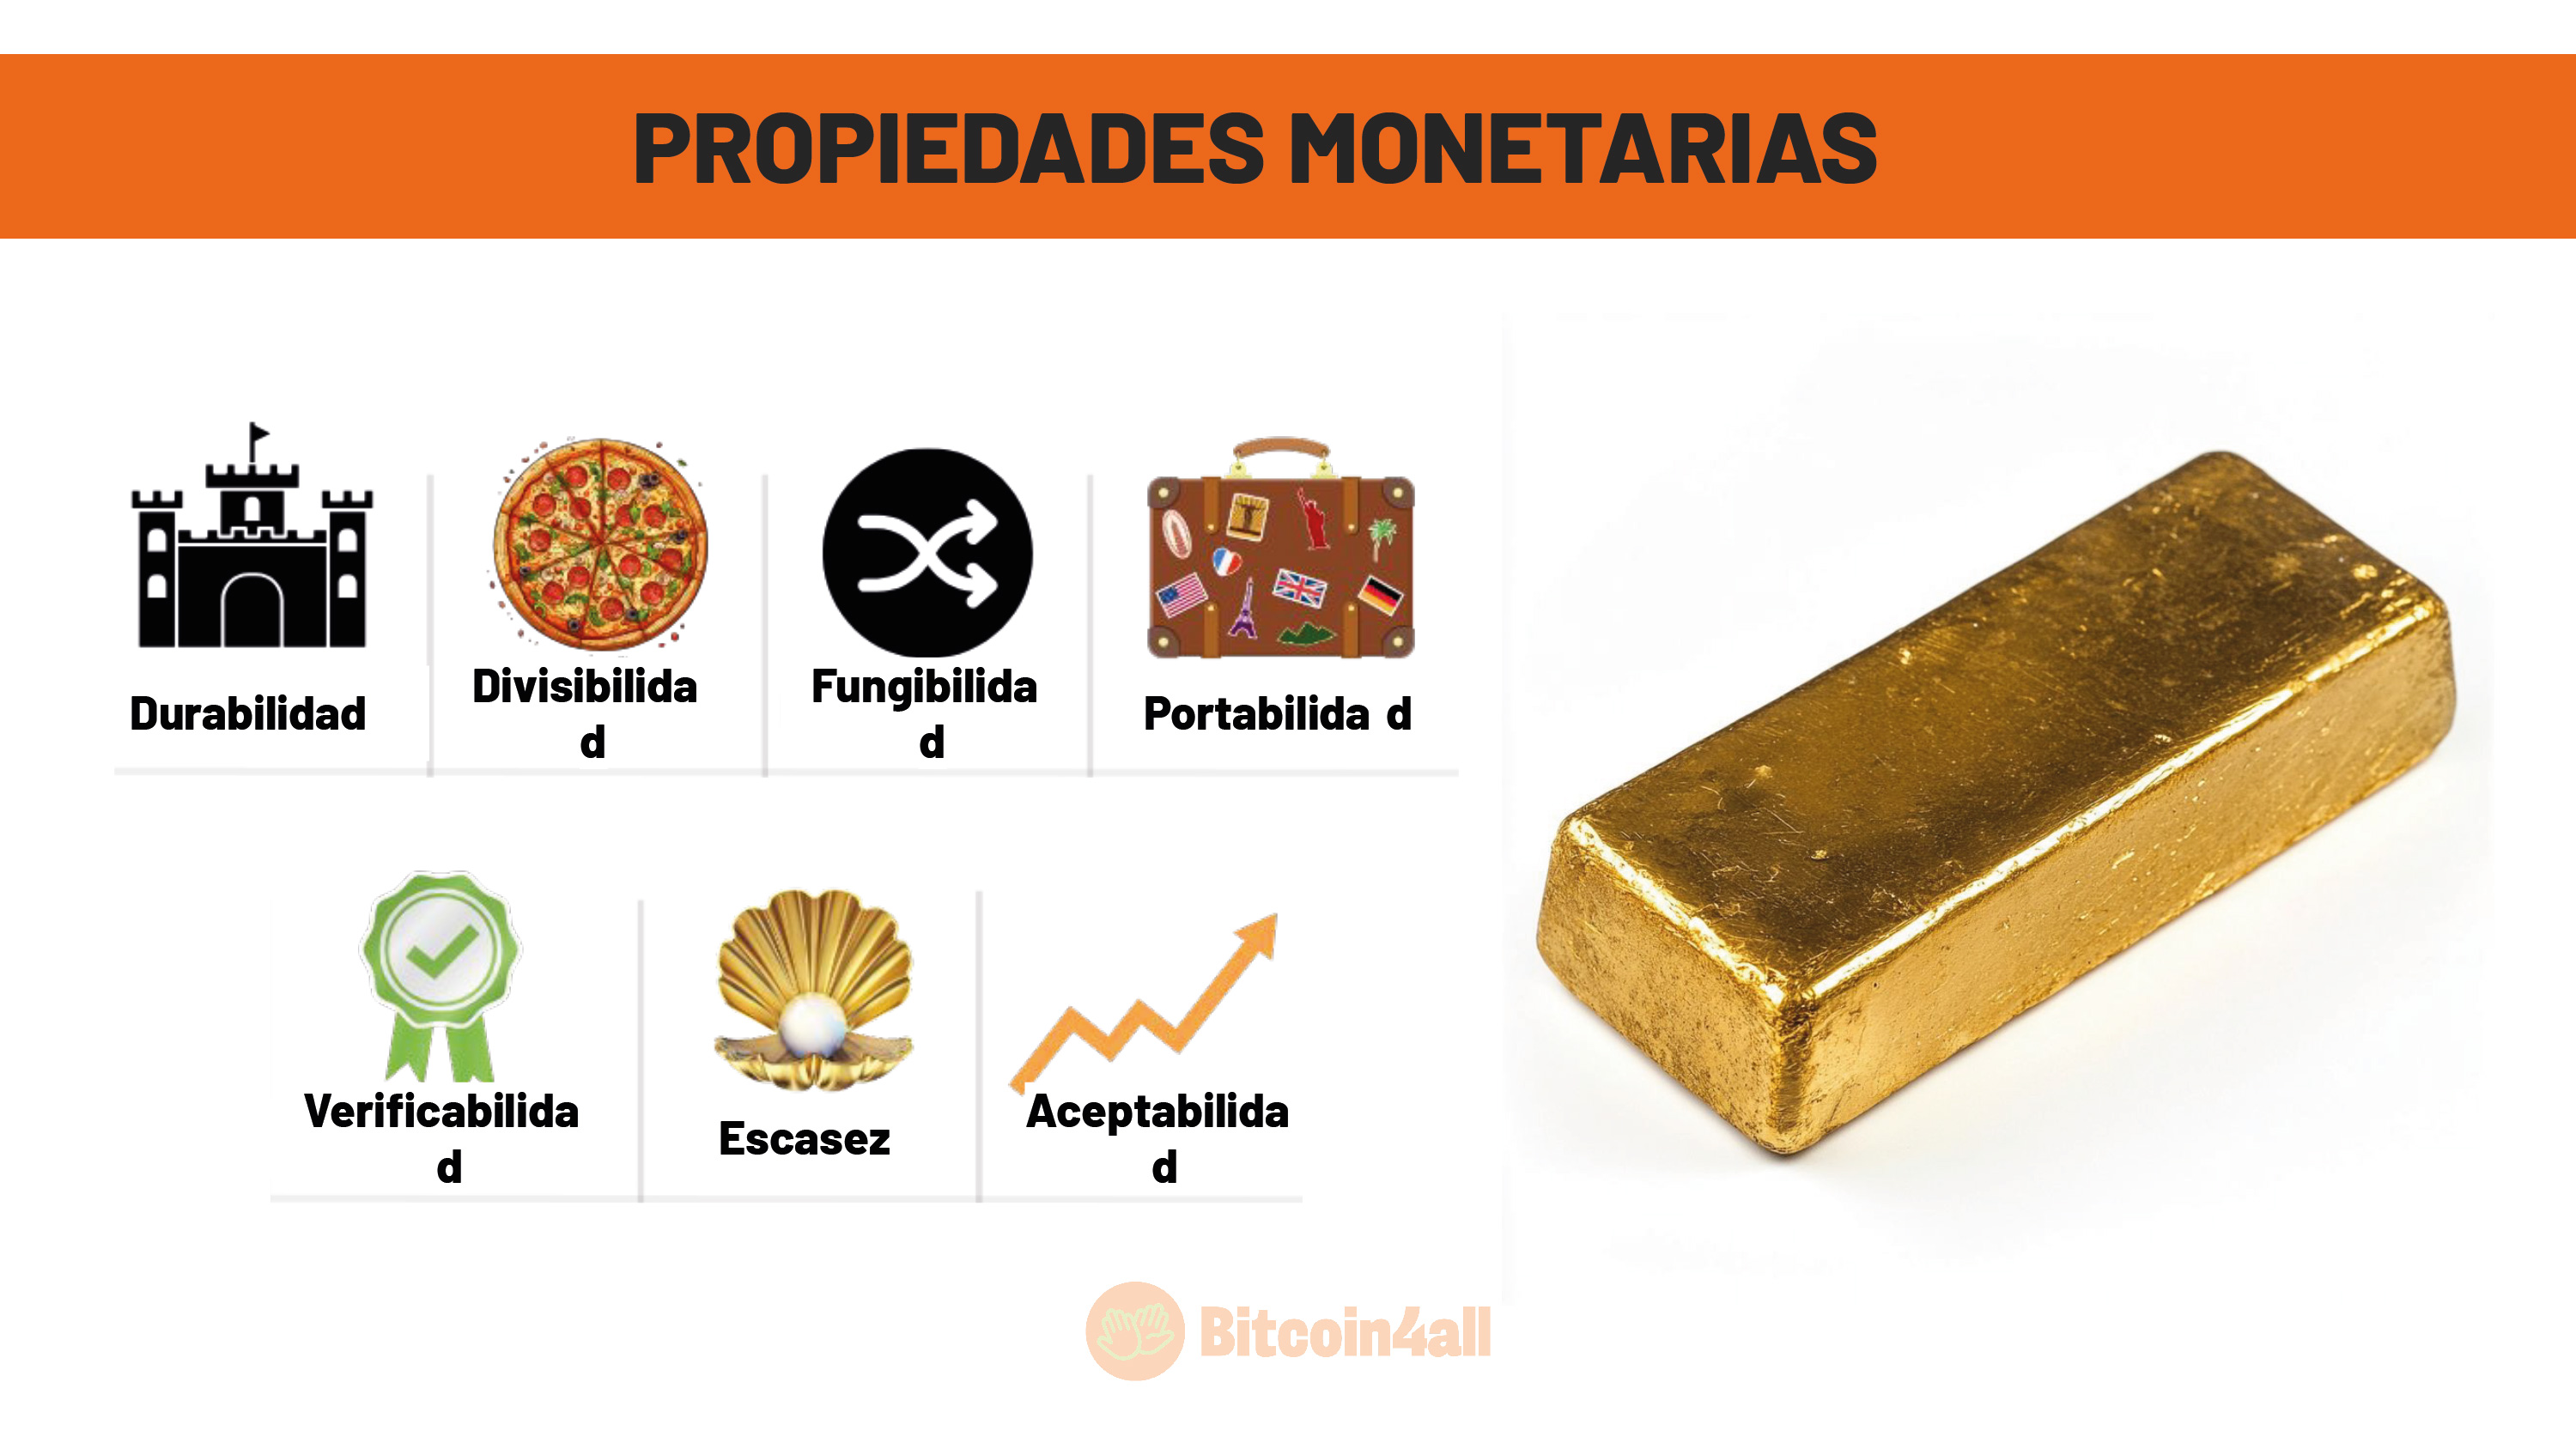 PROPIEDADES MONETARIAS
Durabilidad
Divisibilida
d
Fungibilida
d
Portabilida d
Verificabilida
d
Escasez
Aceptabilida
d
Bitcoin4all